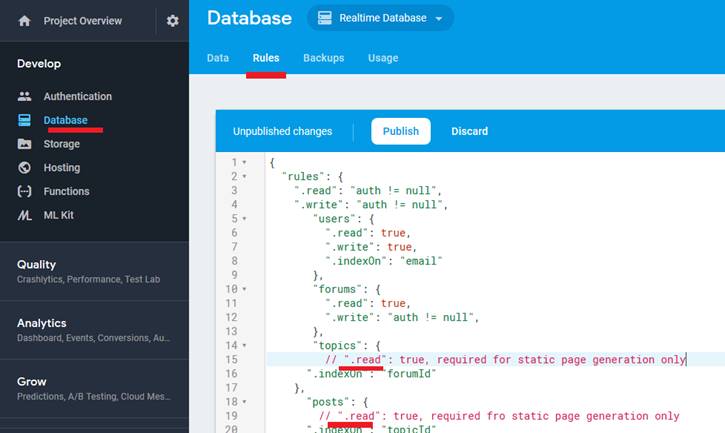 Project Overview
Database
Realtime Database
Develop
Data
Rules
Backups
Usage
Authentication
Database
Storage
Hosting
Functions
ML Kit
Quality
Crashlytics, Performance, Test Lab
Analytics
Dashboard, Events, Conversions, Au...
Grow
Predictions, A/B Testing, Cloud Mes...
Unpublished changes
Publish
Discard
1 {
2 "rules": {
3 ".read": "auth != null",
4 ".write": "auth != null",
5 "users": {
6 ".read": true,
7 ".write": true,
8 ".indexOn": "email"
9 },
10 "forums": {
11 ".read": true,
12 ".write": "auth != null",
13 },
14 "topics": {
15 // ".read": true, required for static page generation only
16 ".indexOn": "forumId"
17 },
18 "posts": {
19 // ".read": true, required fro static page generation only
20 ".indexOn": "topicId"